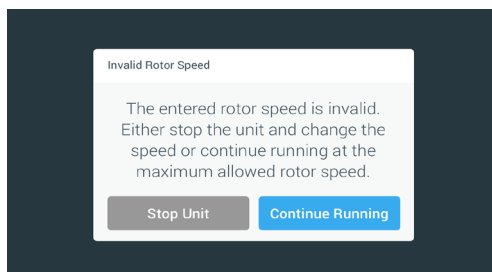 Invalid Rotor Speed
The entered rotor speed is invalid.
Either stop the unit and change the
speed or continue running at the
maximum allowed rotor speed.
Stop Unit
Continue Running